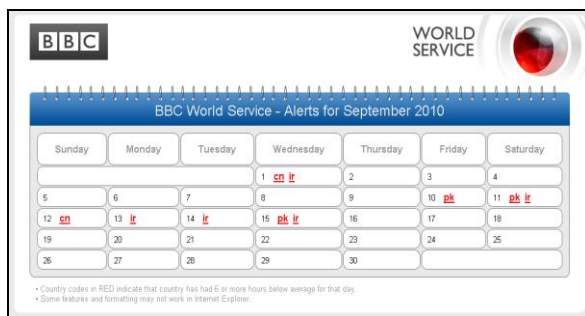 BBC
WORLD
SERVICE
BBC World Service - Alerts for September 2010
Sunday Monday Tuesday Wednesday Thursday Friday Saturday
1 cn ir 2 3 4
5 6 7 8 9 10 pk 11 pk ir
12 cn 13 ir 14 ir 15 pk ir 16 17 18
19 20 21 22 23 24 25
26 27 28 29 30
• Country codes in RED indicate that country has had 6 or more hours below average for that day.
• Some features and formatting may not work in Internet Explorer.